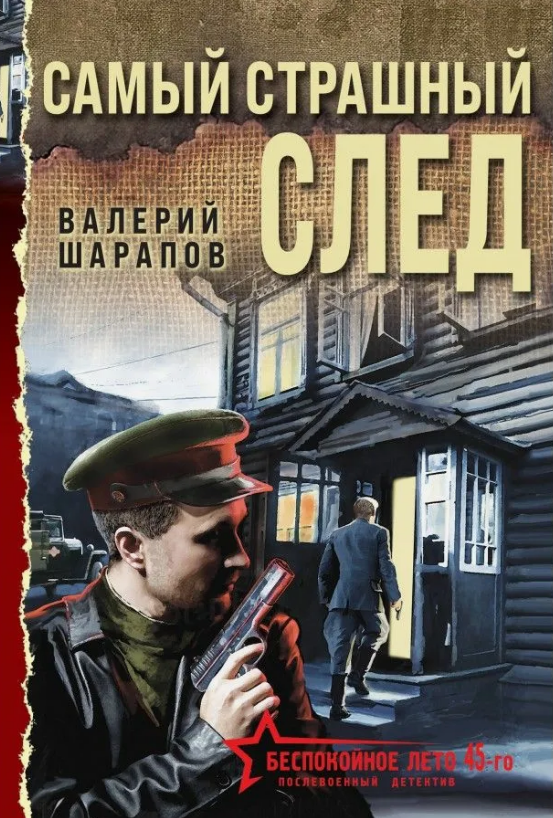 САМЫЙ СТРАШНЫЙ
СЛЕД
ВАЛЕРИЙ
ШАРАПОВ
БЕСПОКОЙНОЕ ЛЕТО 45-го
ПОСЛЕВОЕННЫЙ ДЕТЕКТИВ